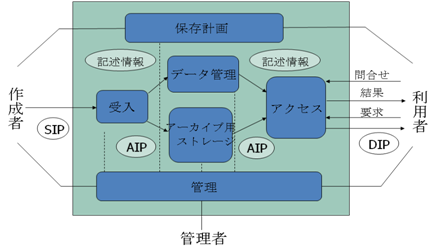 保存計画
記述情報
記述情報
データ管理
作成者
受入
アーカイブ用
ストレージ
アクセス
問合せ
結果
要求
利用者
SIP
AIP
AIP
DIP
管理
管理者